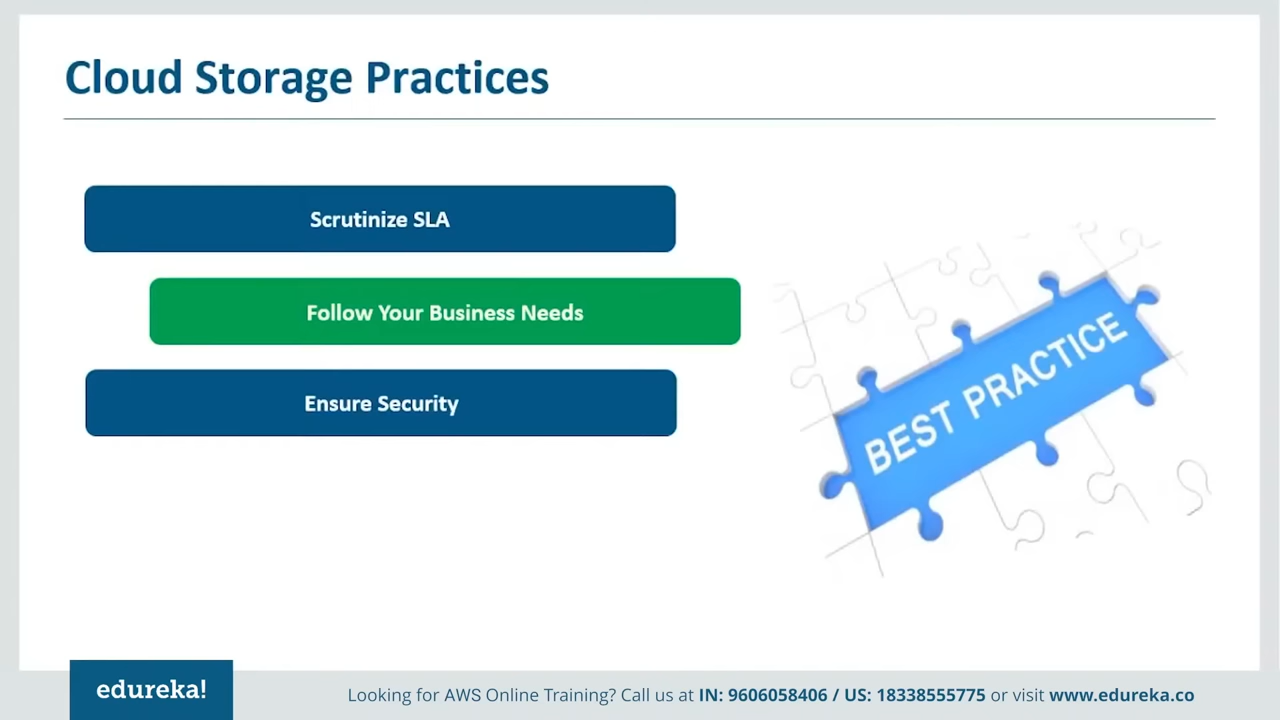 Cloud Storage Practices
Scrutinize SLA
Follow Your Business Needs
Ensure Security
BEST PRACTICE
edureka!
Looking for AWS Online Training? Call us at IN: 9606058406 / US: 18338555775 or visit www.edureka.co